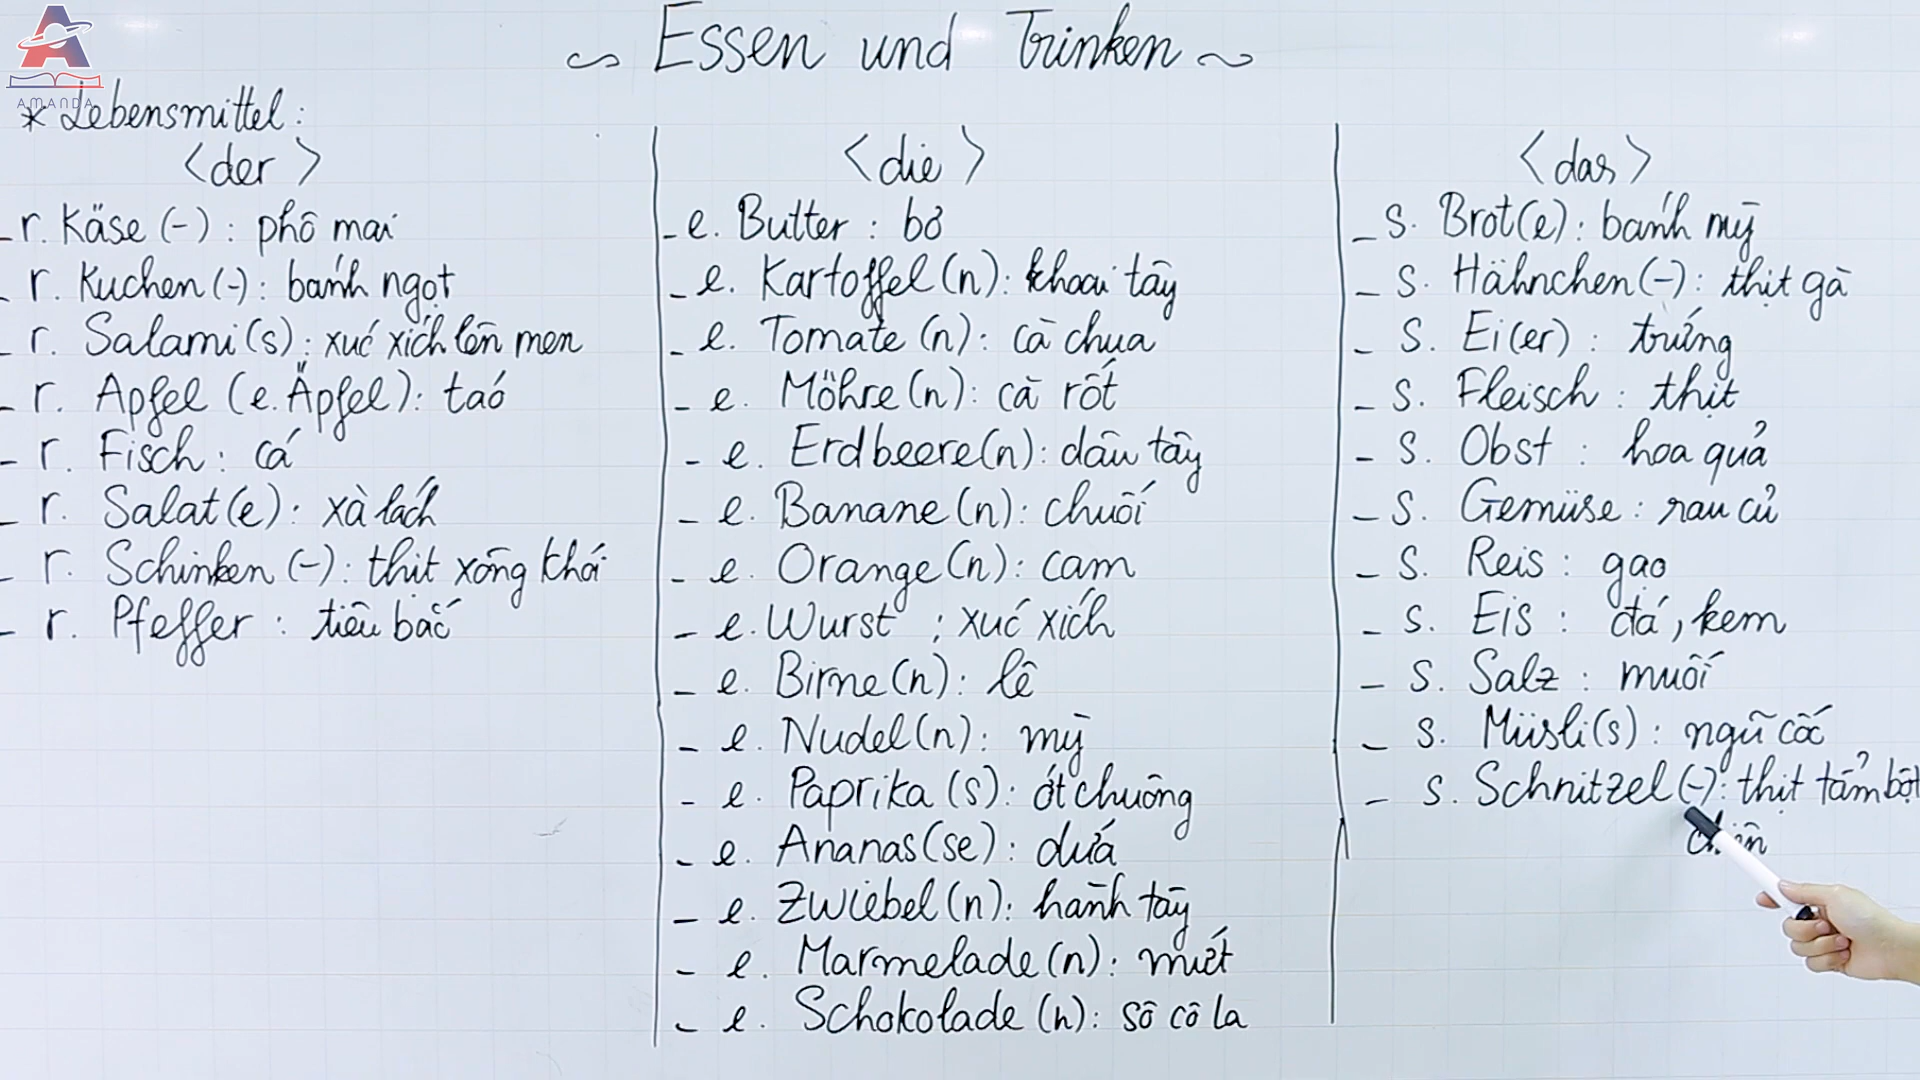 AMANDA
~ Essen und Trinken ~
* Lebensmittel:
<der>
- r. Käse (-) : phô mai
- r. Kuchen (-) : bánh ngọt
- r. Salami (s) : xúc xích lên men
- r. Apfel (e. Äpfel) : táo
- r. Fisch : cá
- r. Salat (e) : xà lách
- r. Schinken (-) : thịt xông khói
- r. Pfeffer : tiêu bắc
<die>
- e. Butter : bơ
- e. Kartoffel (n) : khoai tây
- e. Tomate (n) : cà chua
- e. Möhre (n) : cà rốt
- e. Erdbeere (n) : dâu tây
- e. Banane (n) : chuối
- e. Orange (n) : cam
- e. Wurst : xúc xích
- e. Birne (n) : lê
- e. Nudel (n) : mỳ
- e. Paprika (s) : ớt chuông
- e. Ananas (se) : dứa
- e. Zwiebel (n) : hành tây
- e. Marmelade (n) : mứt
- e. Schokolade (n) : sô cô la
<das>
- s. Brot (e) : bánh mỳ
- s. Hähnchen (-) : thịt gà
- s. Ei (er) : trứng
- s. Fleisch : thịt
- s. Obst : hoa quả
- s. Gemüse : rau củ
- s. Reis : gạo
- s. Eis : đá, kem
- s. Salz : muối
- s. Müsli (s) : ngũ cốc
- s. Schnitzel (-) : thịt tẩm bột
chiên